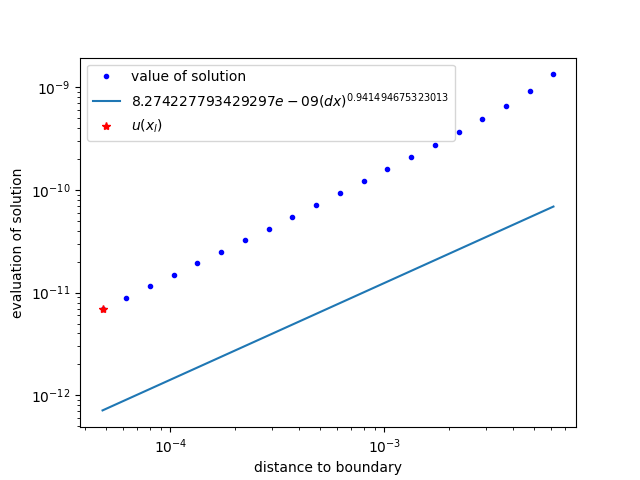 value of solution
8.274227793429297e − 09(dx)^0.941494675323013
u(x_l)
10^−9
10^−10
10^−11
10^−12
evaluation of solution
10^−4
10^−3
distance to boundary